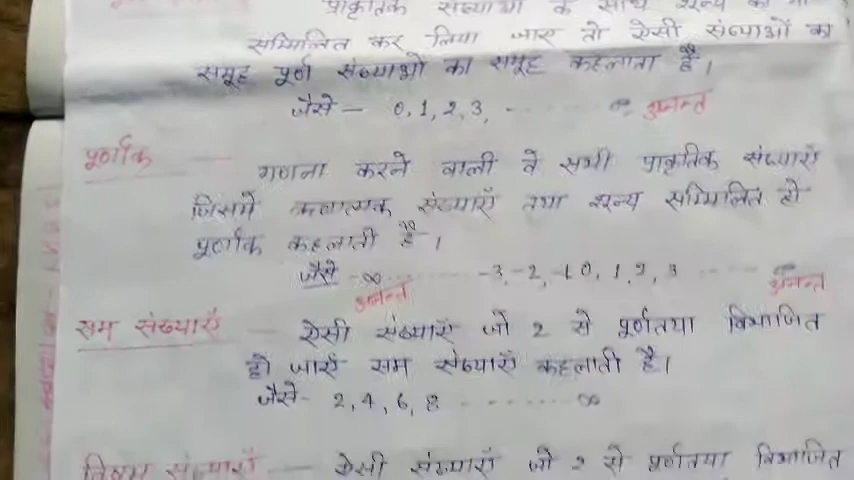 प्राकृतिक संख्याओं के साथ शून्य को भी
सम्मिलित कर लिया जाए तो ऐसी संख्याओं का
समूह पूर्ण संख्याओं का समूह कहलाता है।
जैसे — 0, 1, 2, 3, - - - - - - ∞ अनन्त
पूर्णांक — गणना करने वाली वे सभी प्राकृतिक संख्याएँ
जिसमें ऋणात्मक संख्याएँ तथा शून्य सम्मिलित हो
पूर्णांक कहलाती है।
जैसे -∞ - - - - - -3, -2, -1 0, 1, 2, 3 - - - - - ∞
अनन्त अनन्त
सम संख्याएँ — ऐसी संख्याएँ जो 2 से पूर्णतया विभाजित
हो जाएँ सम संख्याएँ कहलाती है।
जैसे- 2, 4, 6, 8 - - - - - - - ∞
विषम संख्याएँ — ऐसी संख्याएँ जो 2 से पूर्णतया विभाजित